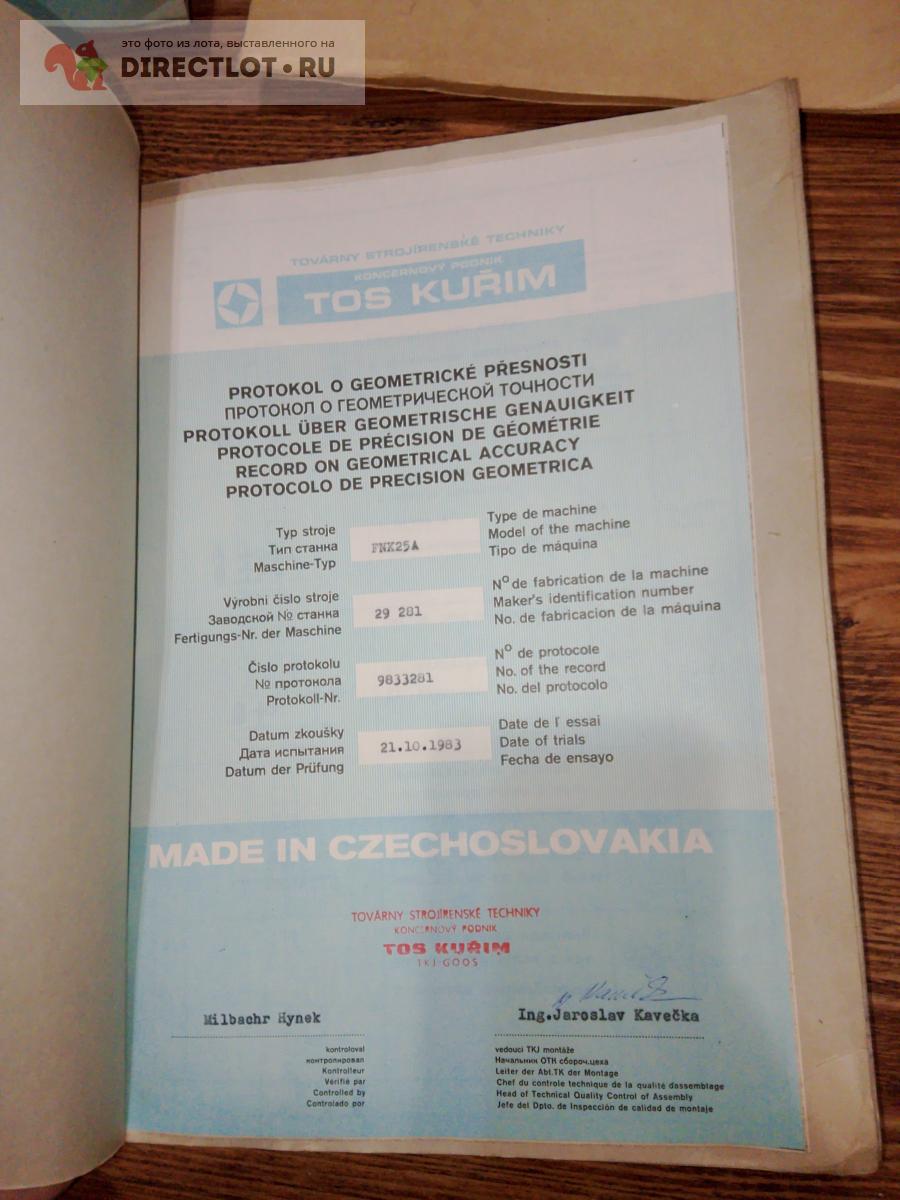 это фото из лота, выставленного на
DIRECTLOT.RU
TOVÁRNY STROJÍRENSKÉ TECHNIKY
KONCERNOVÝ PODNIK
TOS KUŘIM
PROTOKOL O GEOMETRICKÉ PŘESNOSTI
ПРОТОКОЛ О ГЕОМЕТРИЧЕСКОЙ ТОЧНОСТИ
PROTOKOLL ÜBER GEOMETRISCHE GENAUIGKEIT
PROTOCOLE DE PRÉCISION DE GÉOMÉTRIE
RECORD ON GEOMETRICAL ACCURACY
PROTOCOLO DE PRECISION GEOMETRICA
Typ stroje
Тип станка
Maschine-Typ
FNK25A
Type de machine
Model of the machine
Tipo de máquina
Výrobni číslo stroje
Заводской № станка
Fertigungs-Nr. der Maschine
29 281
Nº de fabrication de la machine
Maker's identification number
No. de fabricacion de la máquina
Číslo protokolu
№ протокола
Protokoll-Nr.
9833281
Nº de protocole
No. of the record
No. del protocolo
Datum zkoušky
Дата испытания
Datum der Prüfung
21.10.1983
Date de l' essai
Date of trials
Fecha de ensayo
MADE IN CZECHOSLOVAKIA
TOVÁRNY STROJÍRENSKÉ TECHNIKY
KONCERNOVÝ PODNIK
TOS KUŘIM
TKJ-GOOS
Milbachr Hynek
kontroloval
контролирован
Kontrolleur
Vérifié par
Controlled by
Controlado por
Ing.Jaroslav Kavečka
vedoucí TKJ montáže
Начальник ОТК сбороч.цеха
Leiter der Abt.TK der Montage
Chef du controle technique de la qualité dassemblage
Head of Technical Quality Control of Assembly
Jefe del Dpto. de Inspección de calidad de montaje